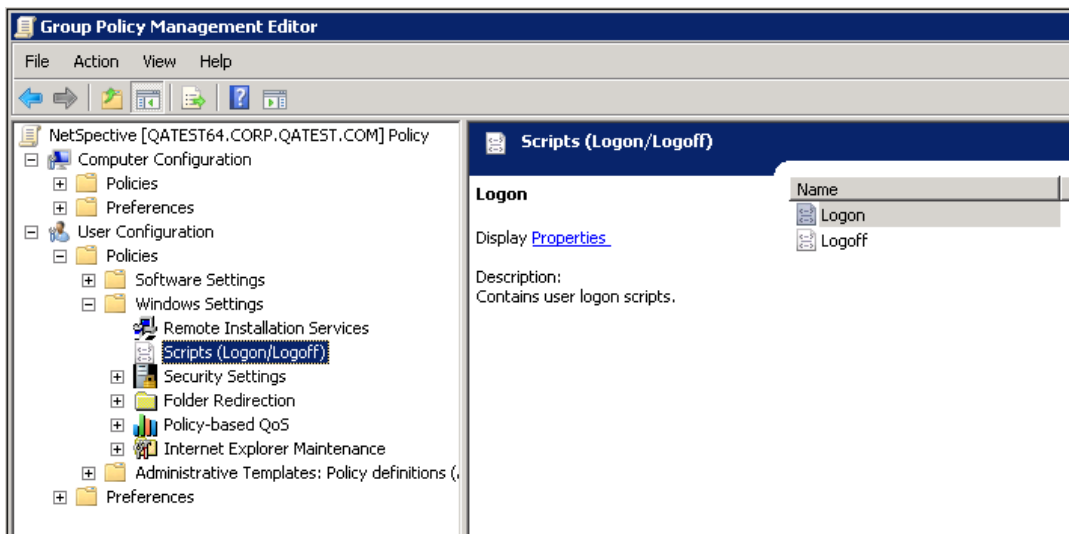 Group Policy Management Editor
File Action View Help
NetSpective [QATEST64.CORP.QATEST.COM] Policy
Computer Configuration
Policies
Preferences
User Configuration
Policies
Software Settings
Windows Settings
Remote Installation Services
Scripts (Logon/Logoff)
Security Settings
Folder Redirection
Policy-based QoS
Internet Explorer Maintenance
Administrative Templates: Policy definitions (
Preferences
Scripts (Logon/Logoff)
Logon
Display Properties
Description:
Contains user logon scripts.
Name
Logon
Logoff